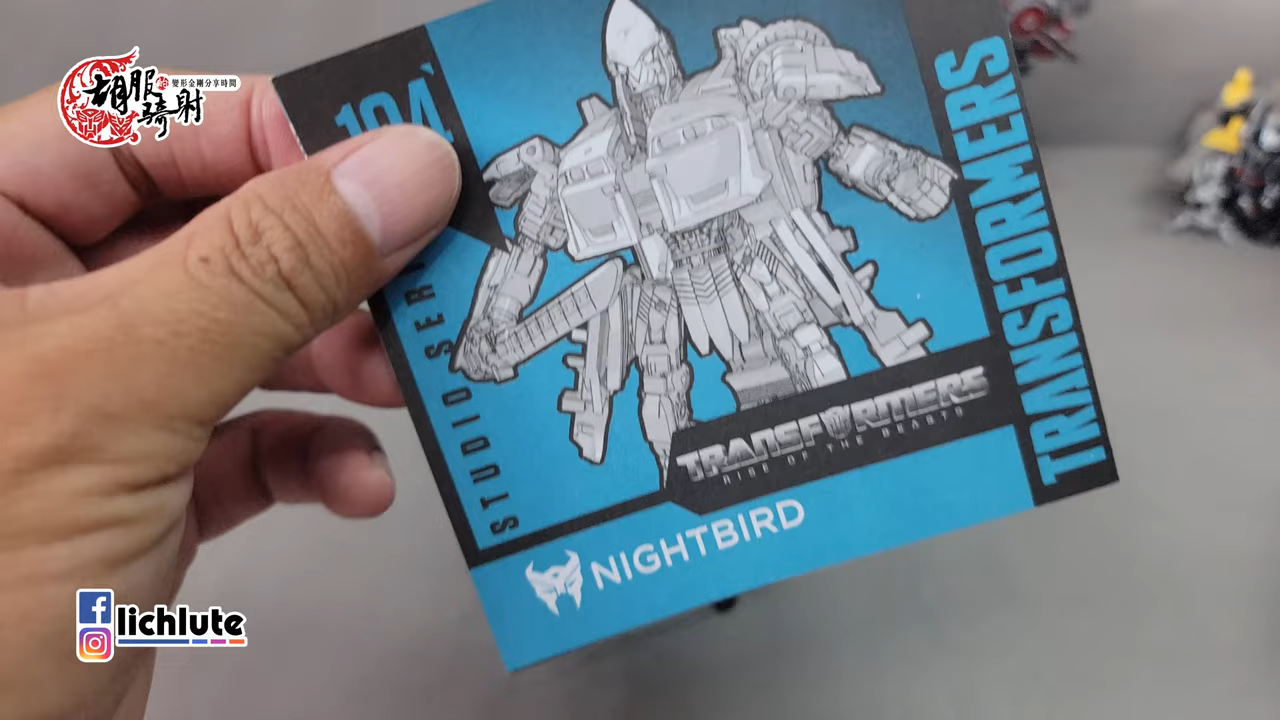 胡服
騎射
變形金剛分享時間
104
STUDIO SER
TRANSFORMERS
TRANSFORMERS
RISE OF THE BEASTS
NIGHTBIRD
lichlute